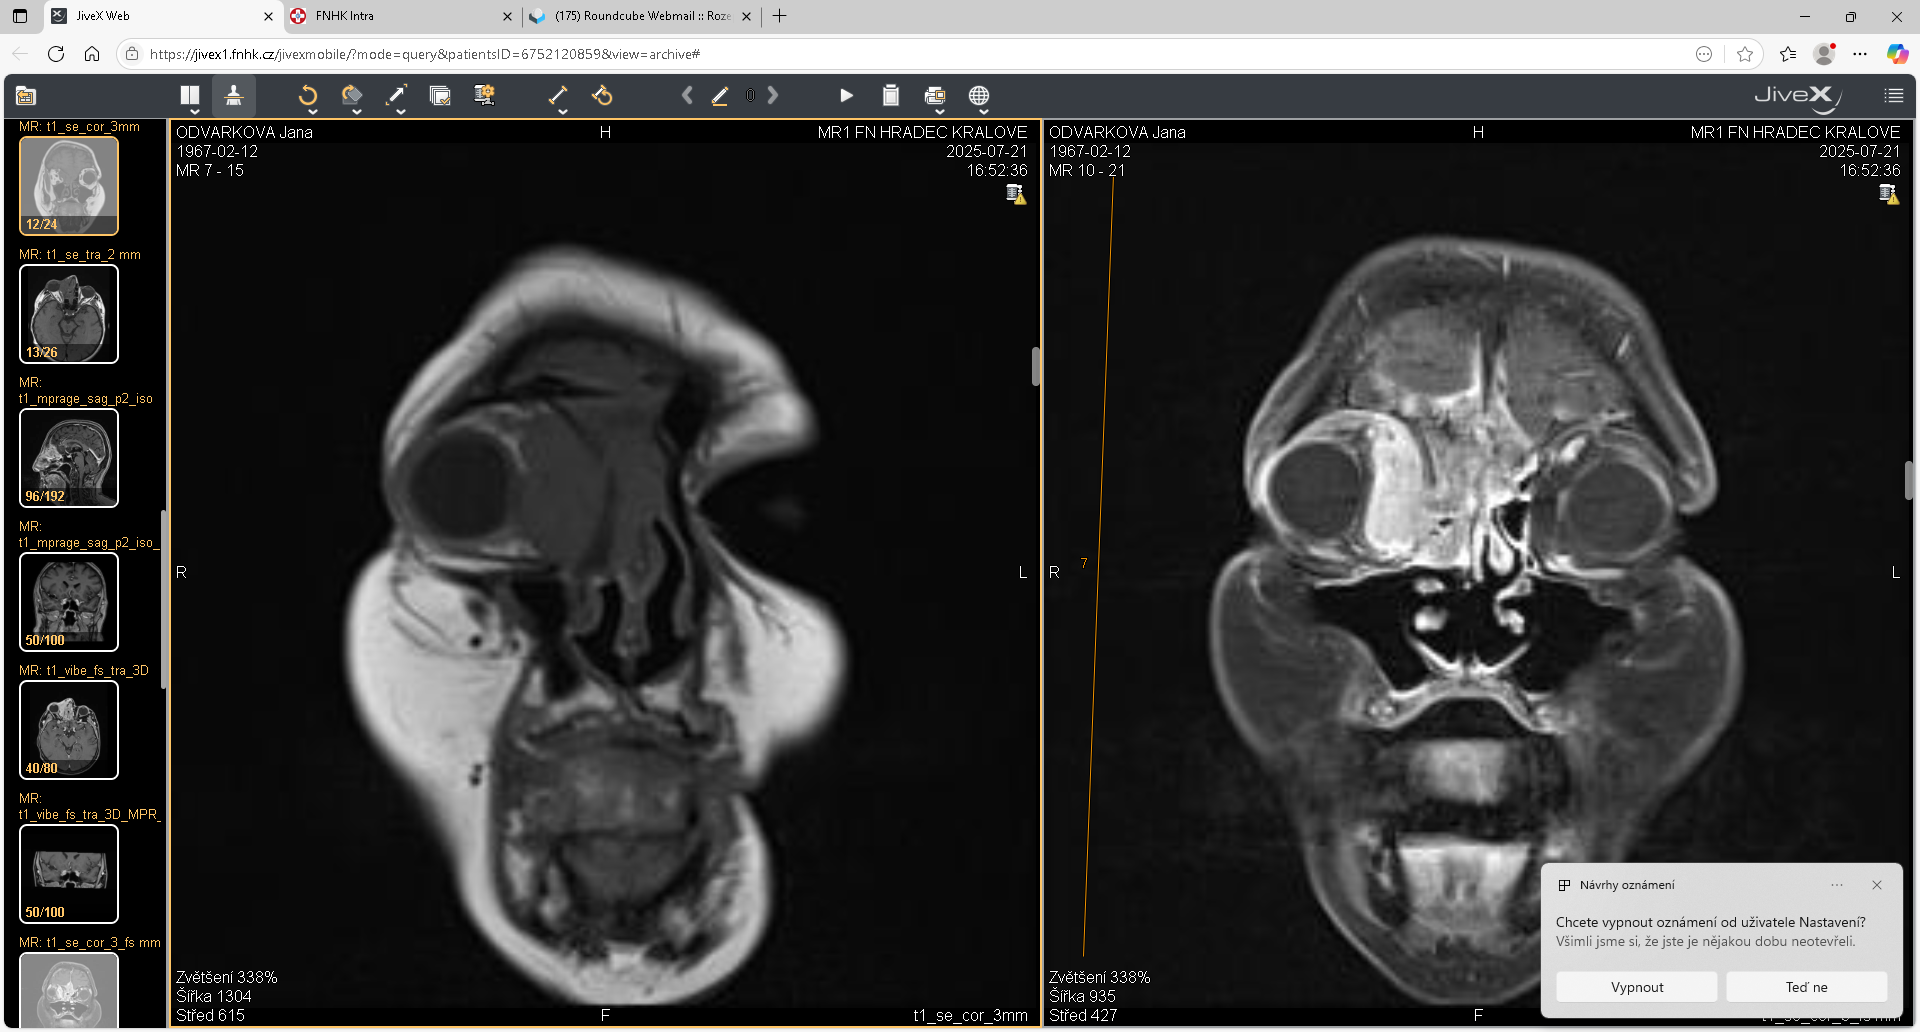 JiveX Web
FNHK Intra
(175) Roundcube Webmail :: Roze
https://jivex1.fnhk.cz/jivexmobile/?mode=query&patientsID=6752120859&view=archive#
0
JiveX
MR: t1_se_cor_3mm
12/24
MR: t1_se_tra_2 mm
13/26
MR:
t1_mprage_sag_p2_iso
96/192
MR:
t1_mprage_sag_p2_iso_
50/100
MR: t1_vibe_fs_tra_3D
40/80
MR:
t1_vibe_fs_tra_3D_MPR_
50/100
MR: t1_se_cor_3_fs mm
ODVARKOVA Jana
1967-02-12
MR 7 - 15
H
MR1 FN HRADEC KRALOVE
2025-07-21
16:52:36
R
L
Zvětšení 338%
Šířka 1304
Střed 615
F
t1_se_cor_3mm
ODVARKOVA Jana
1967-02-12
MR 10 - 21
H
MR1 FN HRADEC KRALOVE
2025-07-21
16:52:36
7
R
L
Zvětšení 338%
Šířka 935
Střed 427
F
Návrhy oznámení
Chcete vypnout oznámení od uživatele Nastavení?
Všimli jsme si, že jste je nějakou dobu neotevřeli.
Vypnout
Teď ne